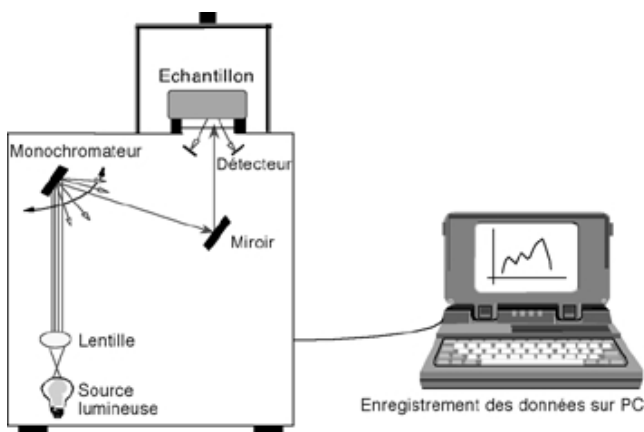 Echantillon
Monochromateur
Détecteur
Miroir
Lentille
Source
lumineuse
Enregistrement des données sur PC